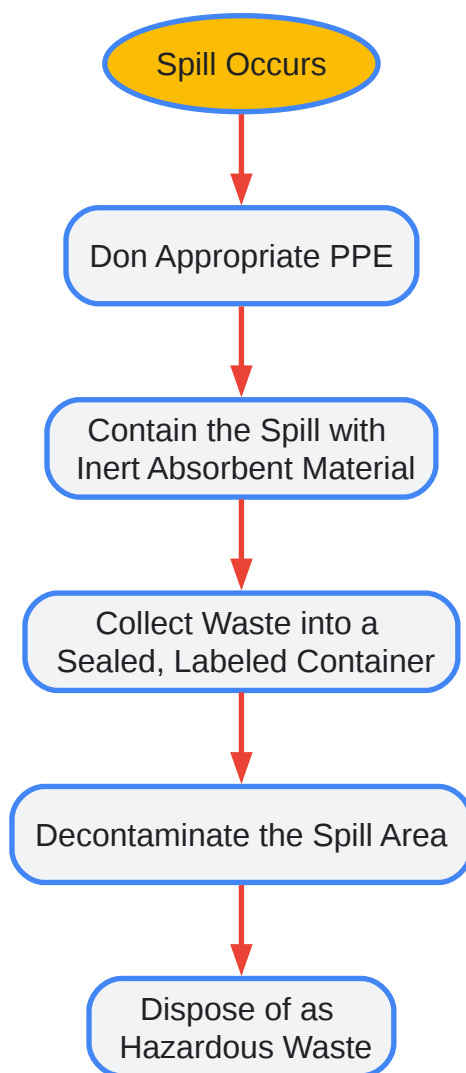 Spill Occurs
Don Appropriate PPE
Contain the Spill with
Inert Absorbent Material
Collect Waste into a
Sealed, Labeled Container
Decontaminate the Spill Area
Dispose of as
Hazardous Waste